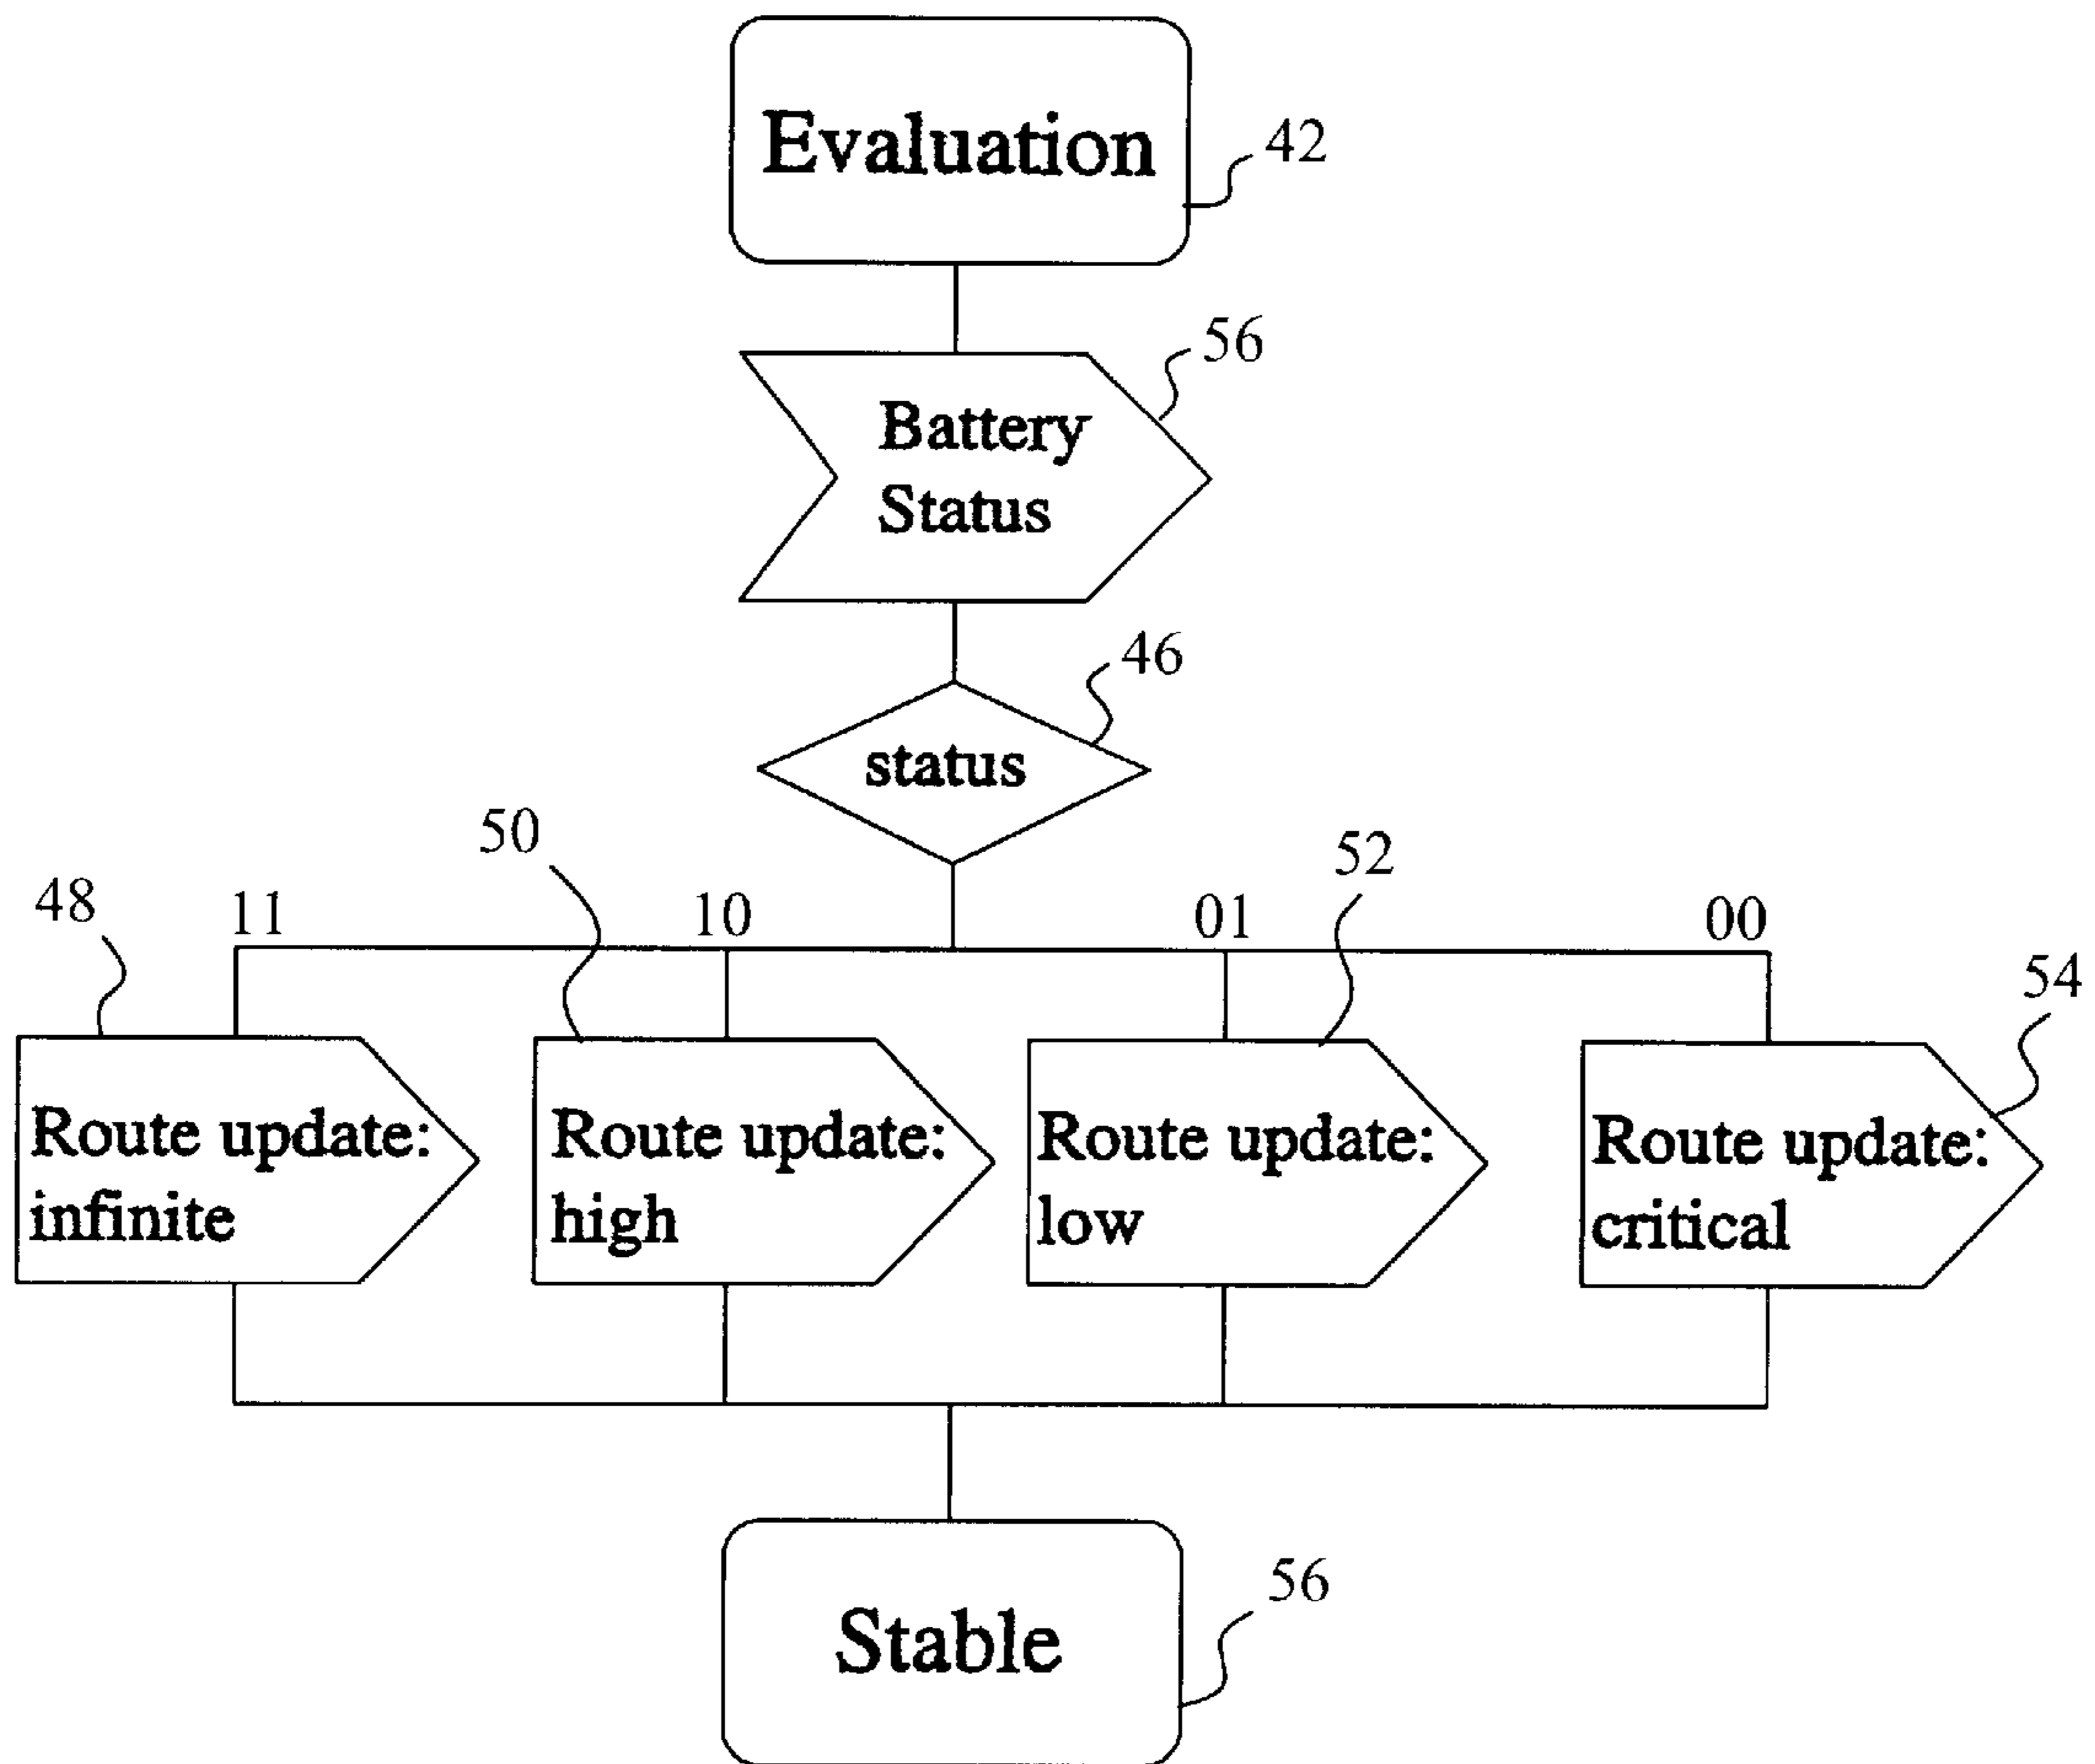 Evaluation
42
56
Battery
Status
46
status
50
52
48
11
10
01
00
54
Route update:
infinite
Route update:
high
Route update:
low
Route update:
critical
56
Stable